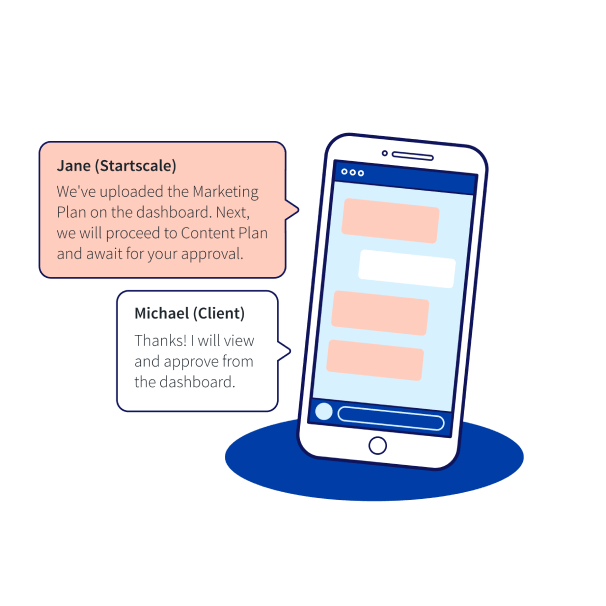 Jane (Startscale)
We've uploaded the Marketing
Plan on the dashboard. Next,
we will proceed to Content Plan
and await for your approval.
Michael (Client)
Thanks! I will view
and approve from
the dashboard.